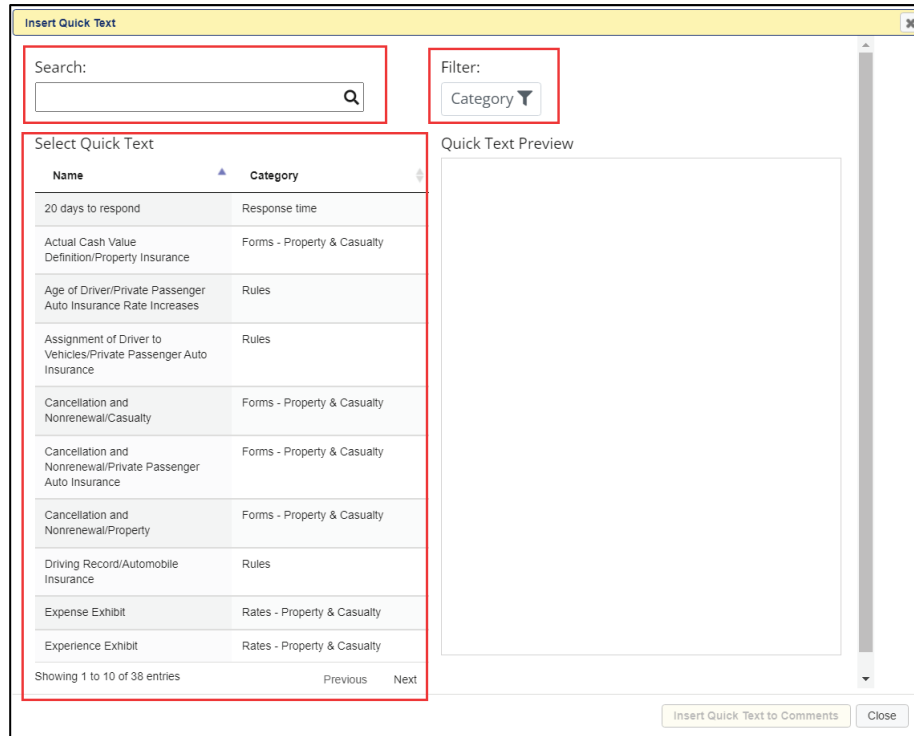 Insert Quick Text
Search:
Filter:
Category
Select Quick Text
Quick Text Preview
Name Category
20 days to respond Response time
Actual Cash Value Forms - Property & Casualty
Definition/Property Insurance
Age of Driver/Private Passenger Rules
Auto Insurance Rate Increases
Assignment of Driver to Rules
Vehicles/Private Passenger Auto
Insurance
Cancellation and Forms - Property & Casualty
Nonrenewal/Casualty
Cancellation and Forms - Property & Casualty
Nonrenewal/Private Passenger
Auto Insurance
Cancellation and Forms - Property & Casualty
Nonrenewal/Property
Driving Record/Automobile Rules
Insurance
Expense Exhibit Rates - Property & Casualty
Experience Exhibit Rates - Property & Casualty
Showing 1 to 10 of 38 entries Previous Next
Insert Quick Text to Comments Close